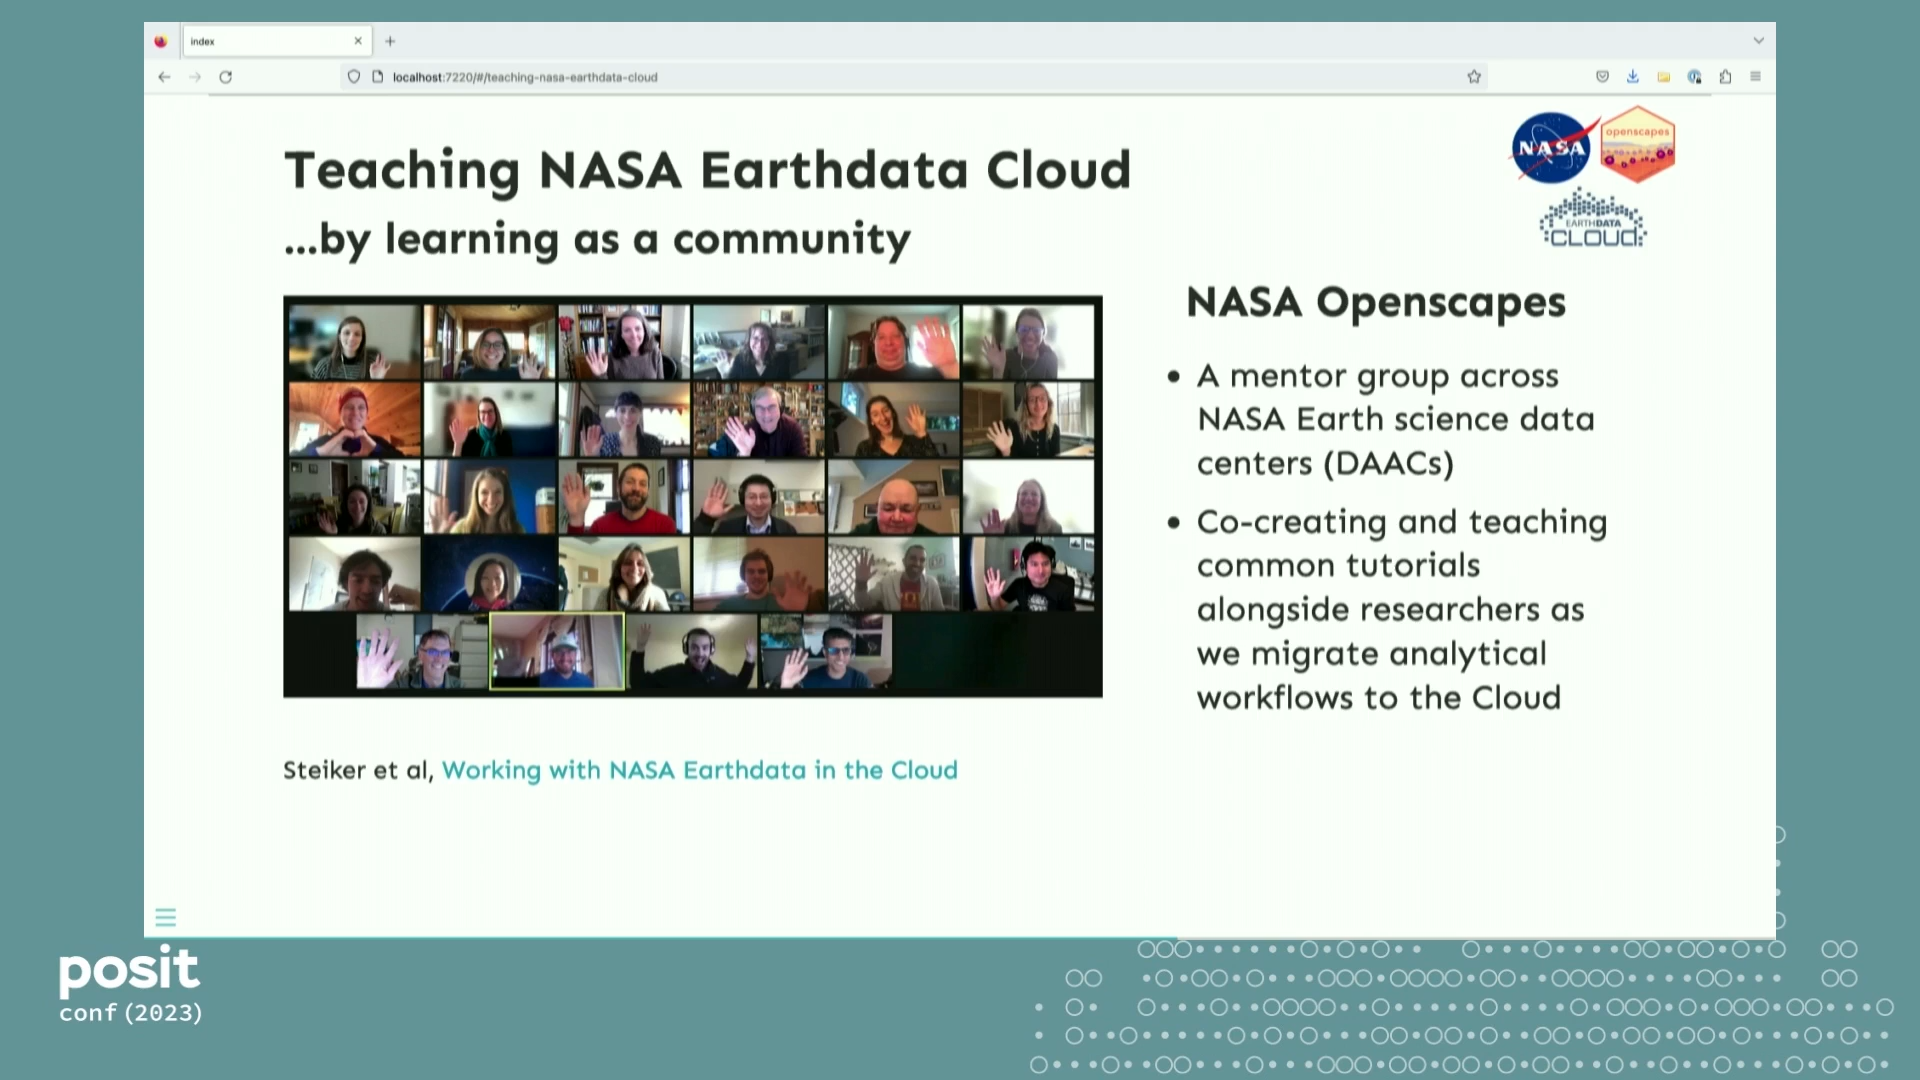 index
localhost:7220/#/teaching-nasa-earthdata-cloud
NASA
openscapes
EARTHDATA
CLOUD
Teaching NASA Earthdata Cloud
...by learning as a community
NASA Openscapes
• A mentor group across
NASA Earth science data
centers (DAACs)
• Co-creating and teaching
common tutorials
alongside researchers as
we migrate analytical
workflows to the Cloud
Steiker et al, Working with NASA Earthdata in the Cloud
posit
conf(2023)